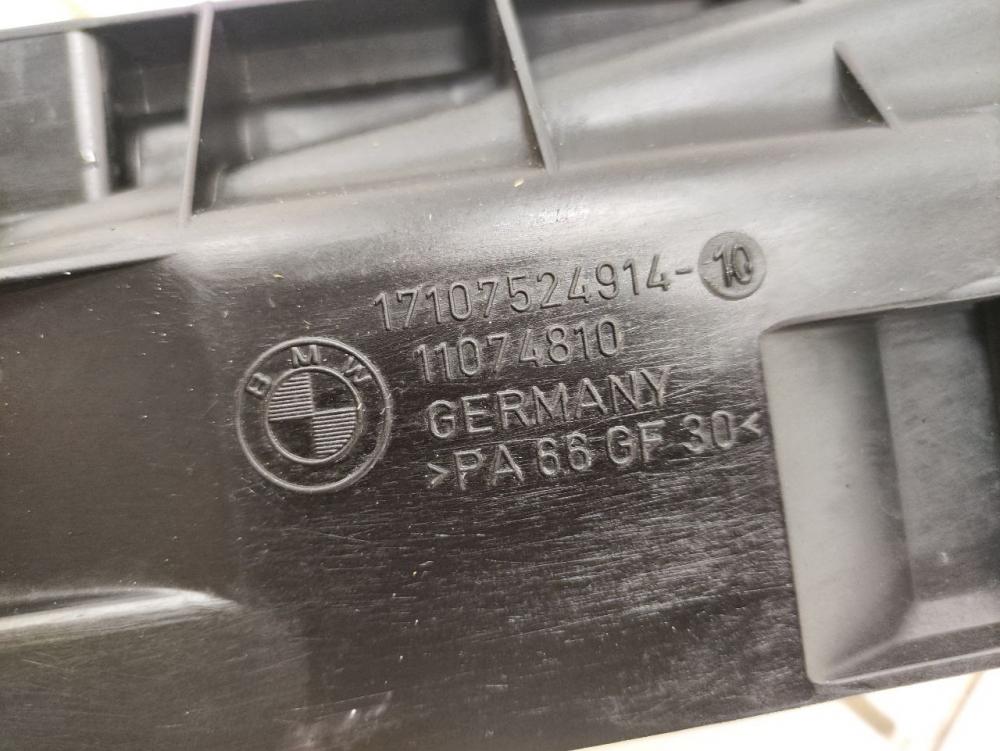 17107524914-10
11074810
BMW
GERMANY
>PA 66 GF 30<